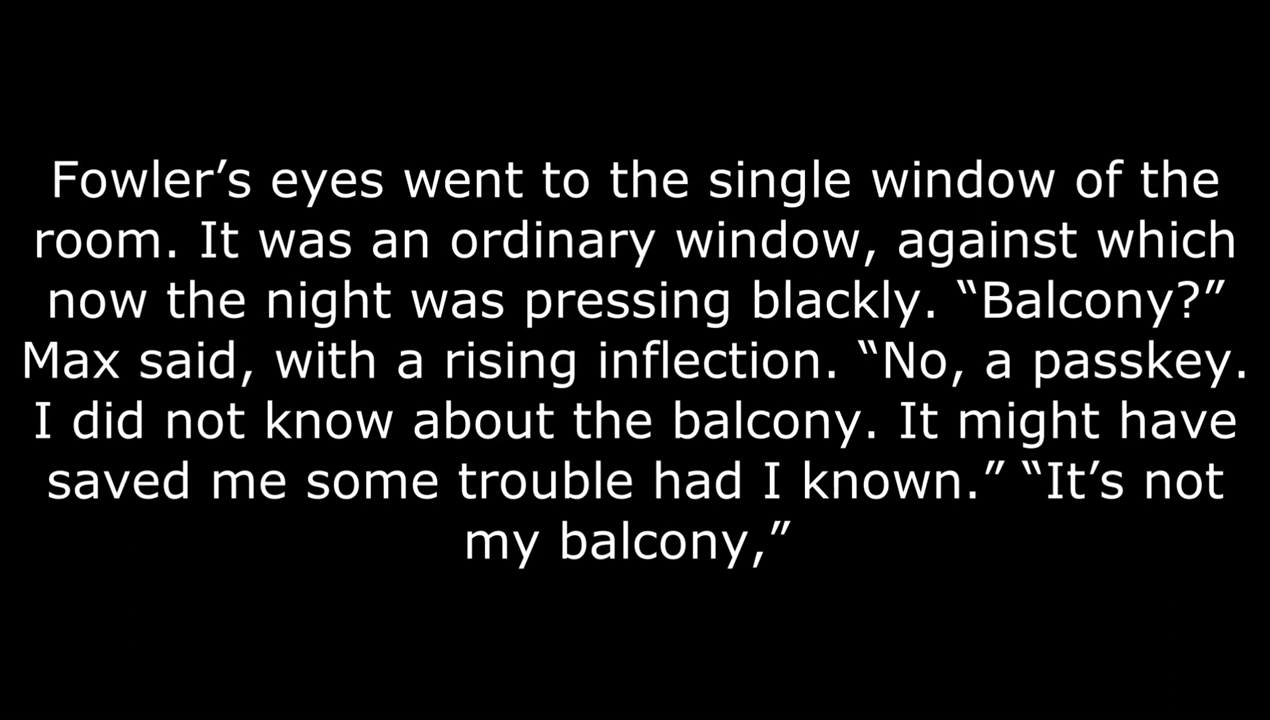 Fowler’s eyes went to the single window of the
room. It was an ordinary window, against which
now the night was pressing blackly. “Balcony?”
Max said, with a rising inflection. “No, a passkey.
I did not know about the balcony. It might have
saved me some trouble had I known.” “It’s not
my balcony,”